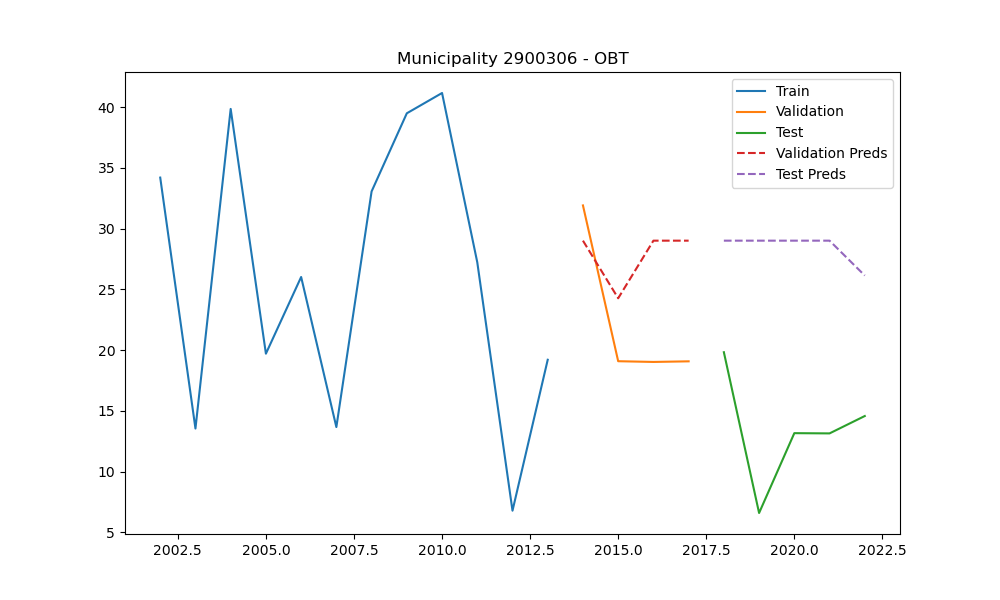 Municipality 2900306 - OBT
Train
Validation
Test
Validation Preds
Test Preds
40
35
30
25
20
15
10
5
2002.5 2005.0 2007.5 2010.0 2012.5 2015.0 2017.5 2020.0 2022.5